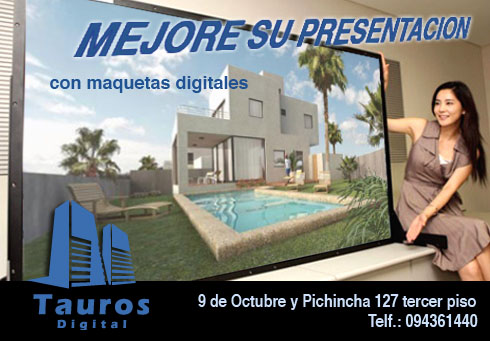 MEJORE SU PRESENTACION
con maquetas digitales
Tauros
Digital
9 de Octubre y Pichincha 127 tercer piso
Telf.: 094361440